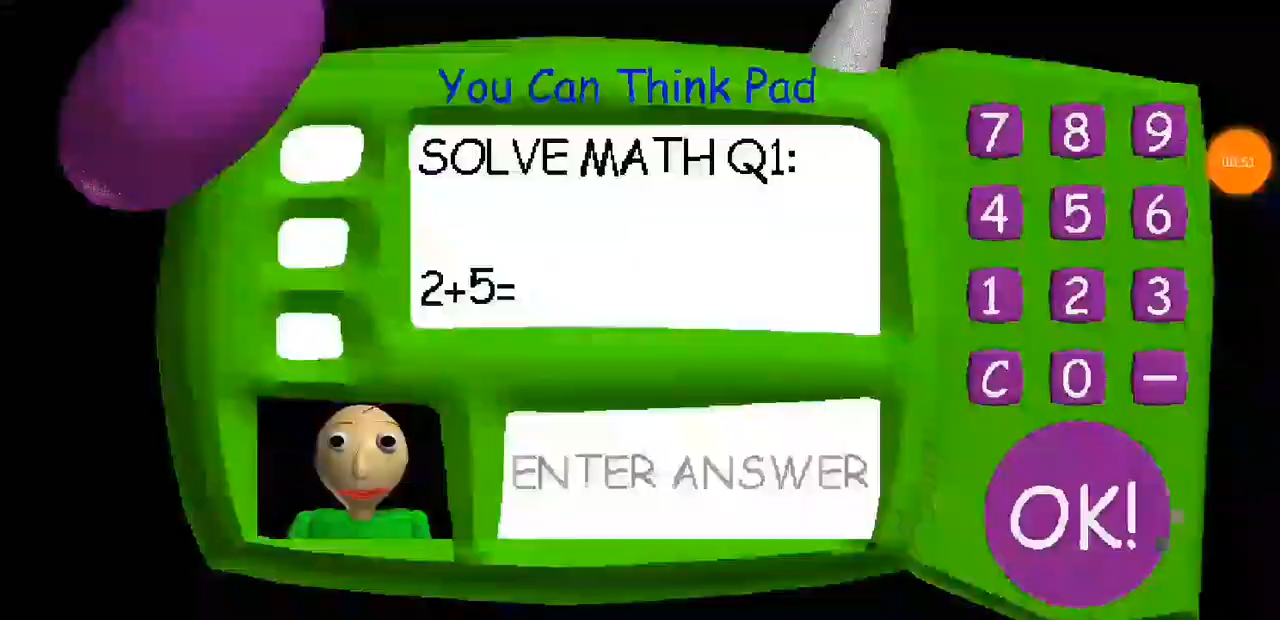 You Can Think Pad
SOLVE MATH Q1:
2+5=
ENTER ANSWER
7 8 9
4 5 6
1 2 3
C 0 –
OK!